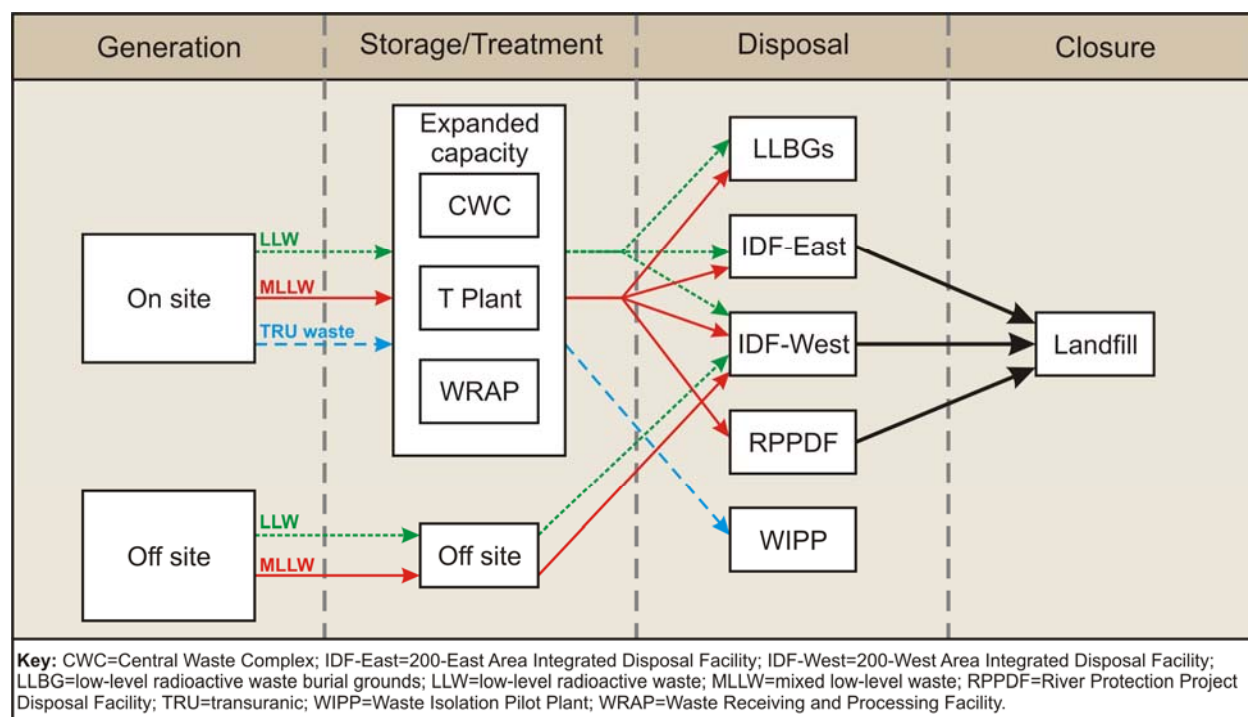 Generation
Storage/Treatment
Disposal
Closure
Expanded
capacity
CWC
T Plant
WRAP
On site
LLW
MLLW
TRU waste
Off site
LLW
MLLW
Off site
LLBGs
IDF-East
IDF-West
RPPDF
WIPP
Landfill
Key: CWC=Central Waste Complex; IDF-East=200-East Area Integrated Disposal Facility; IDF-West=200-West Area Integrated Disposal Facility;
LLBG=low-level radioactive waste burial grounds; LLW=low-level radioactive waste; MLLW=mixed low-level waste; RPPDF=River Protection Project
Disposal Facility; TRU=transuranic; WIPP=Waste Isolation Pilot Plant; WRAP=Waste Receiving and Processing Facility.